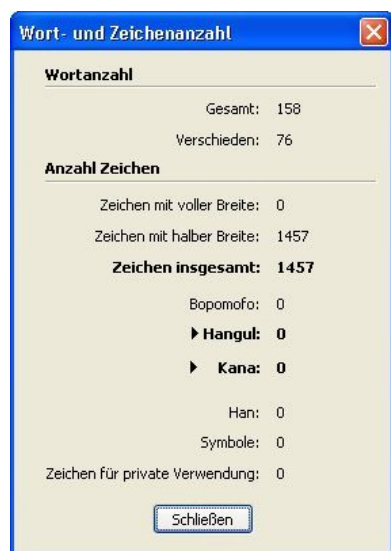 Wort- und Zeichenanzahl
Wortanzahl
Gesamt: 158
Verschieden: 76
Anzahl Zeichen
Zeichen mit voller Breite: 0
Zeichen mit halber Breite: 1457
Zeichen insgesamt: 1457
Bopomofo: 0
Hangul: 0
Kana: 0
Han: 0
Symbole: 0
Zeichen für private Verwendung: 0
Schließen